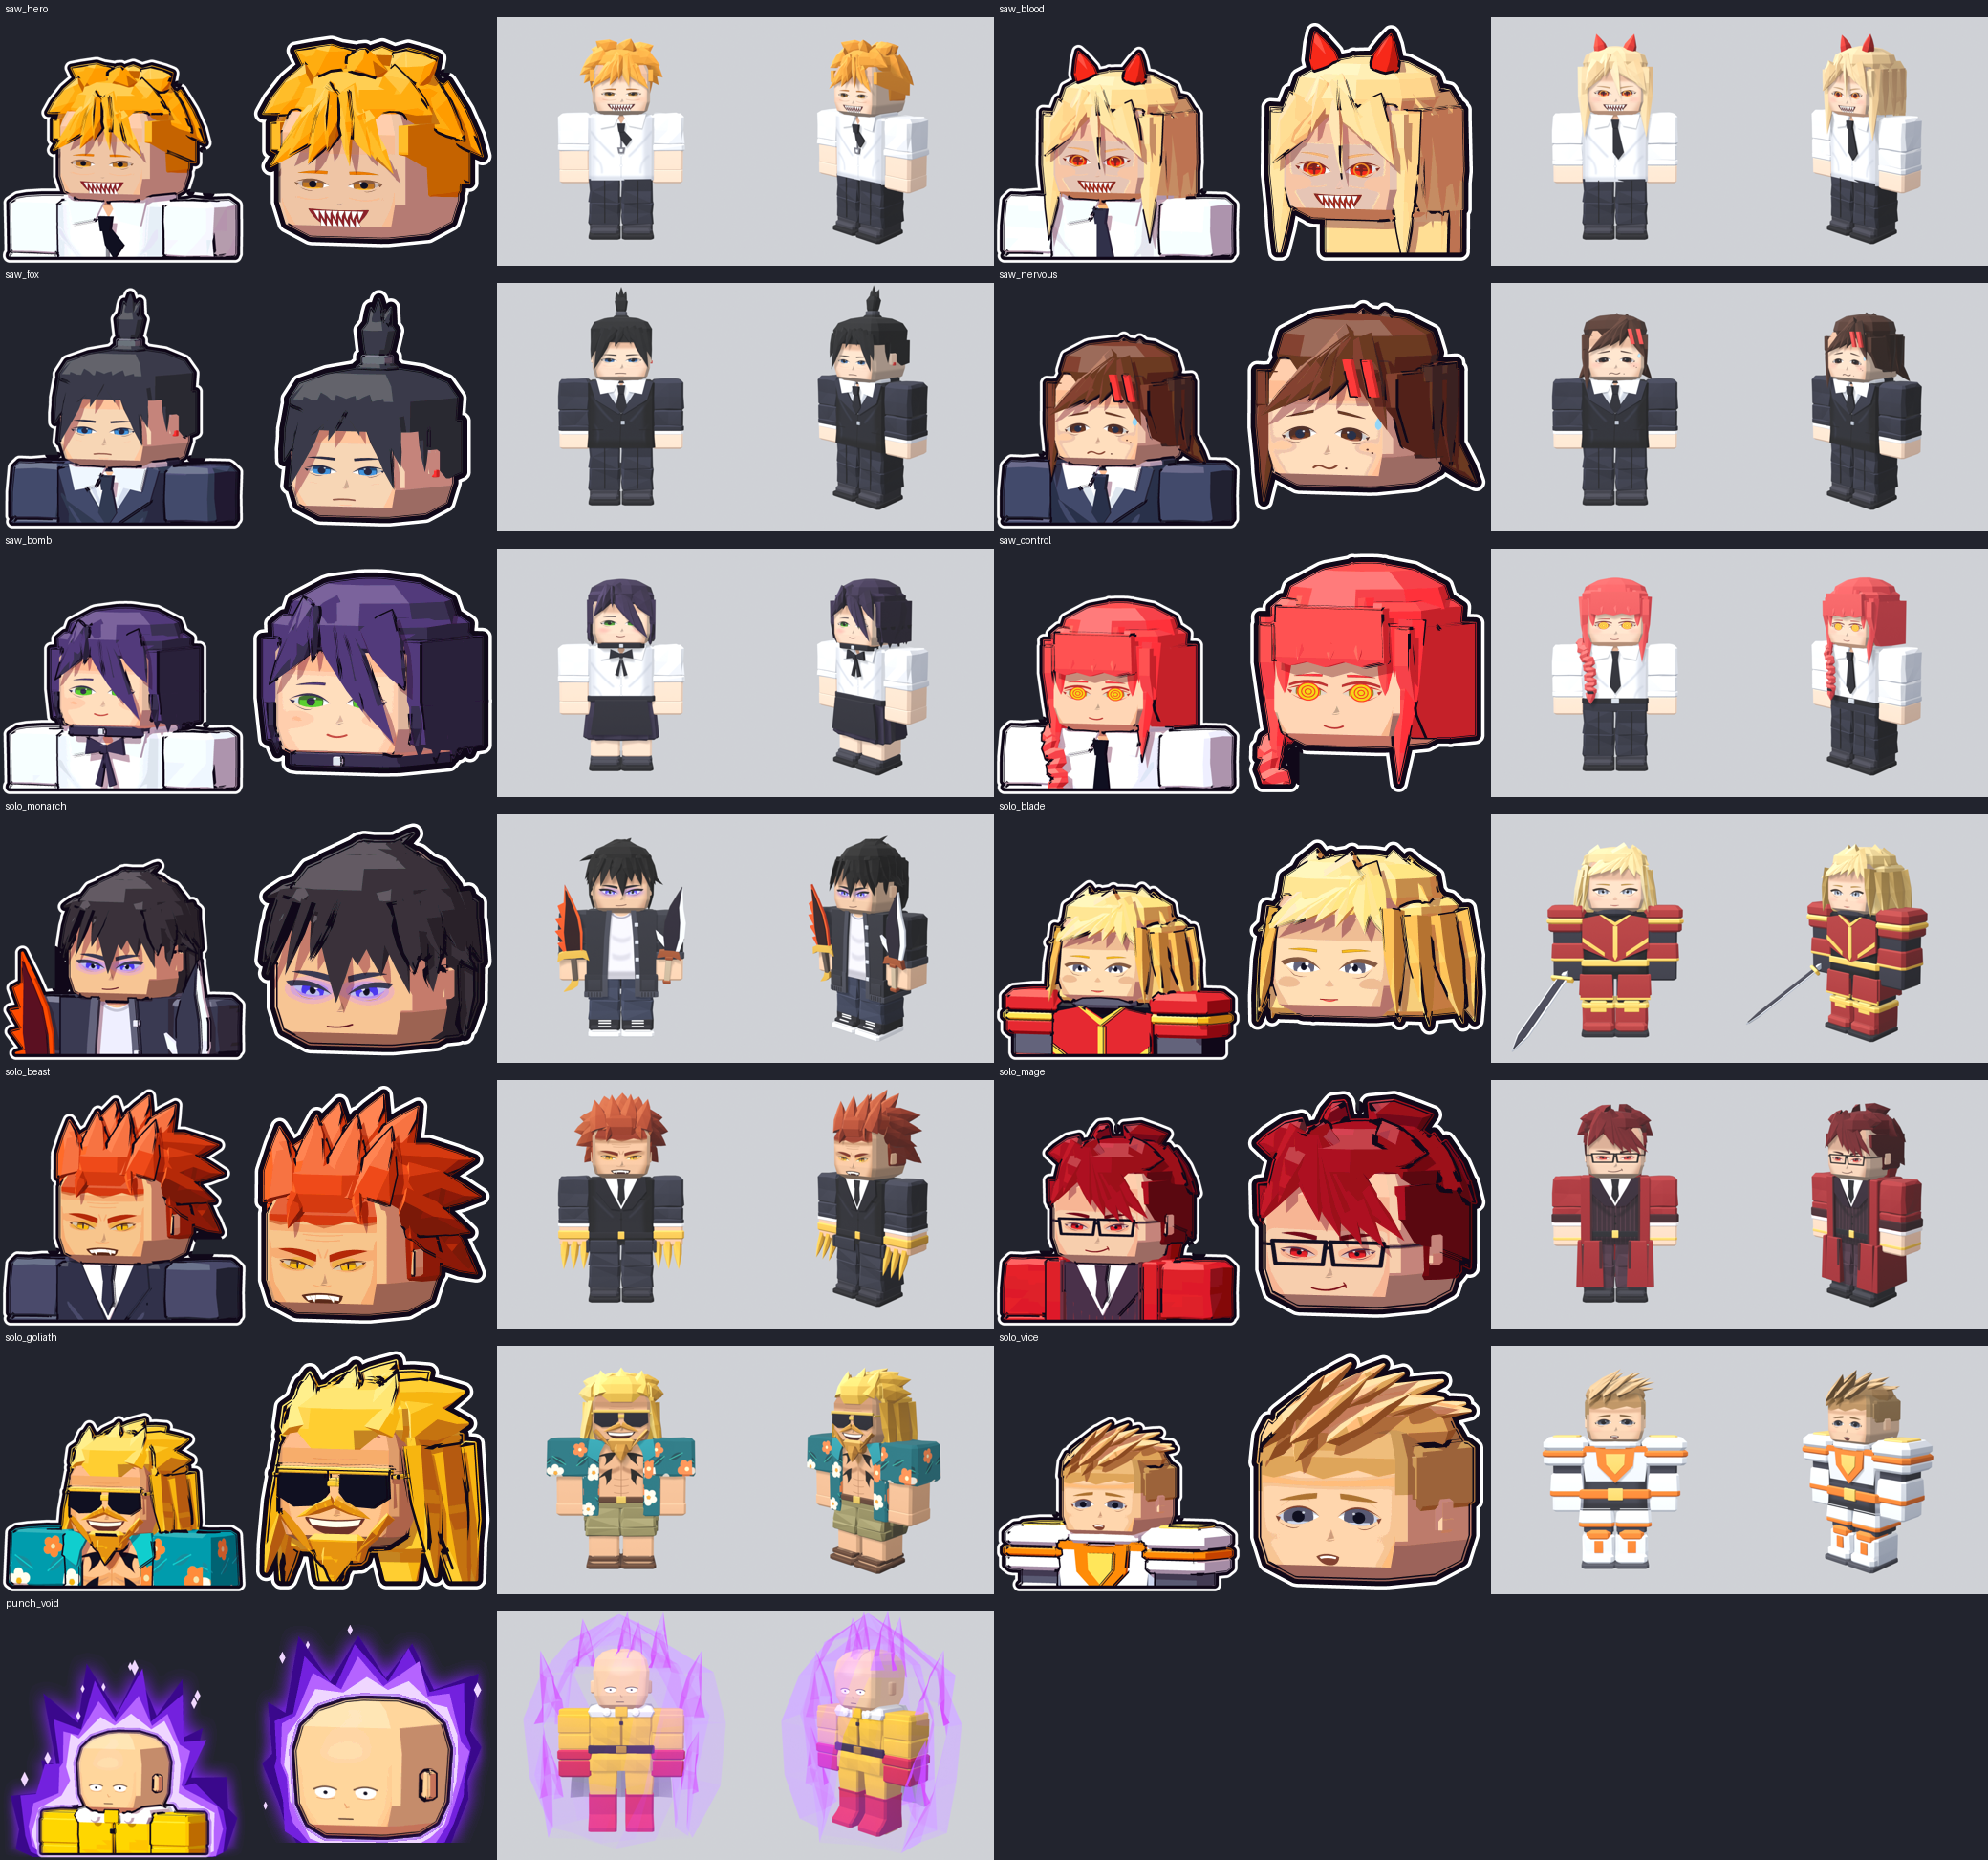 saw_hero
saw_blood
saw_fox
saw_nervous
saw_bomb
saw_control
solo_monarch
solo_blade
solo_beast
solo_mage
solo_goliath
solo_vice
punch_void